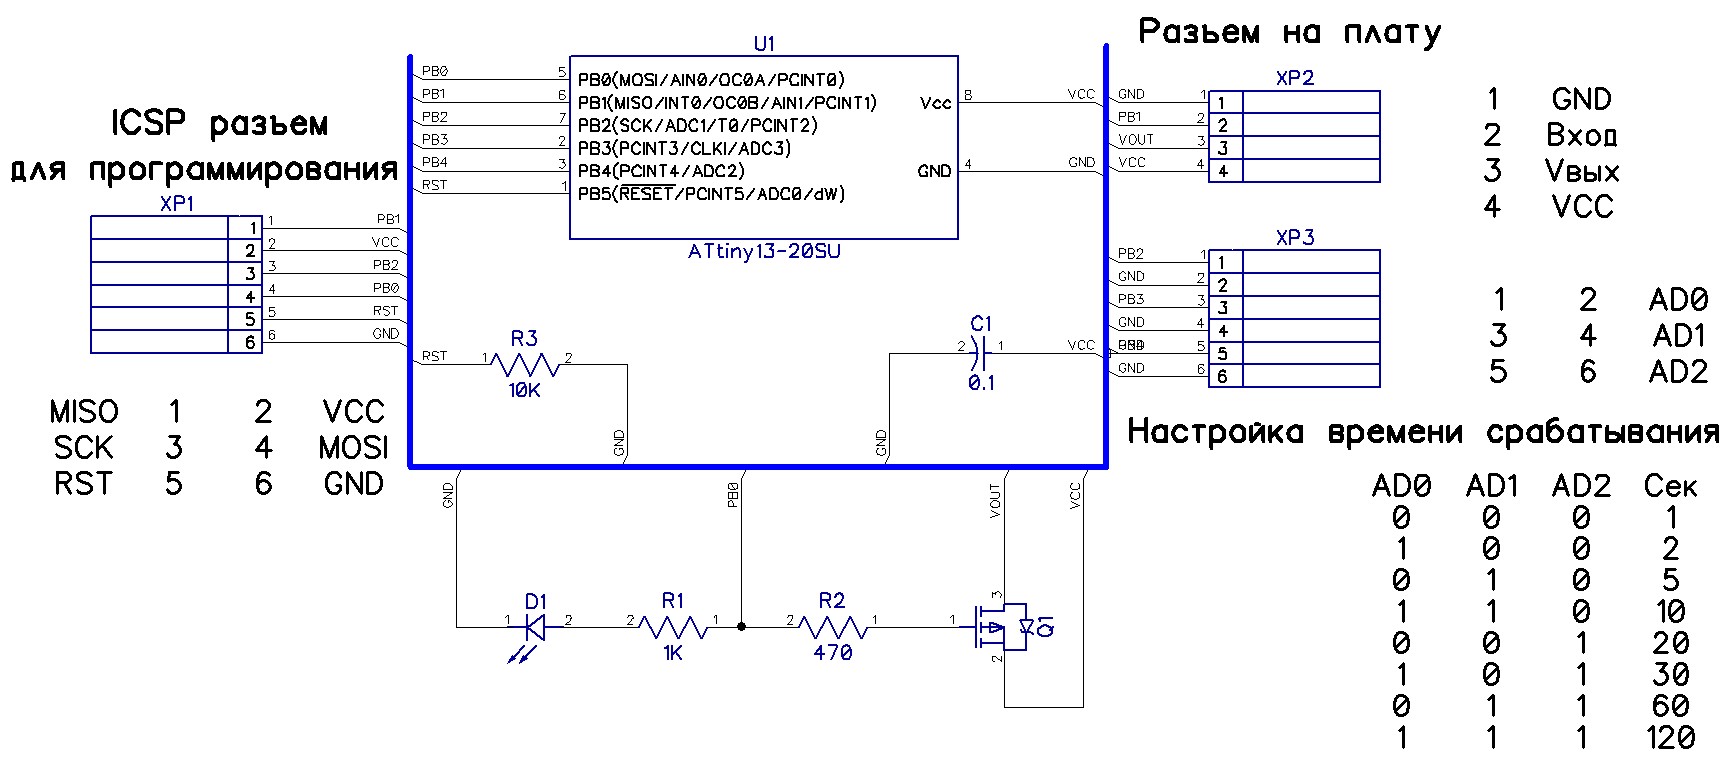 Разьем на плату
U1
XP2
PB0 5 PB0(MOSI/AIN0/OC0A/PCINT0)
PB1 6 PB1(MISO/INT0/OC0B/AIN1/PCINT1)
PB2 7 PB2(SCK/ADC1/T0/PCINT2)
PB3 2 PB3(PCINT3/CLKI/ADC3)
PB4 3 PB4(PCINT4/ADC2)
RST 1 PB5(RESET/PCINT5/ADC0/dW)
Vcc 8 VCC
GND 4 GND
ATtiny13-20SU
GND 1 1
PB1 2 2
VOUT 3 3
VCC 4 4
1 GND
2 Вход
3 Vвых
4 VCC
ICSP разьем
для программирования
XP1
1 1 PB1
2 2 VCC
3 3 PB2
4 4 PB0
5 5 RST
6 6 GND
MISO 1 2 VCC
SCK 3 4 MOSI
RST 5 6 GND
XP3
PB2 1 1
GND 2 2
PB3 3 3
GND 4 4
5 5
GND 6 6
1 2 AD0
3 4 AD1
5 6 AD2
R3
RST 1 2
10K
GND
C1
2 1 VCC
0.1
GND
Настройка времени срабатывания
AD0 AD1 AD2 Сек
0 0 0 1
1 0 0 2
0 1 0 5
1 1 0 10
0 0 1 20
1 0 1 30
0 1 1 60
1 1 1 120
GND
PB0
VOUT
VCC
D1
1 2
R1
2 1
1K
R2
2 1
470
1 3 2
Q1